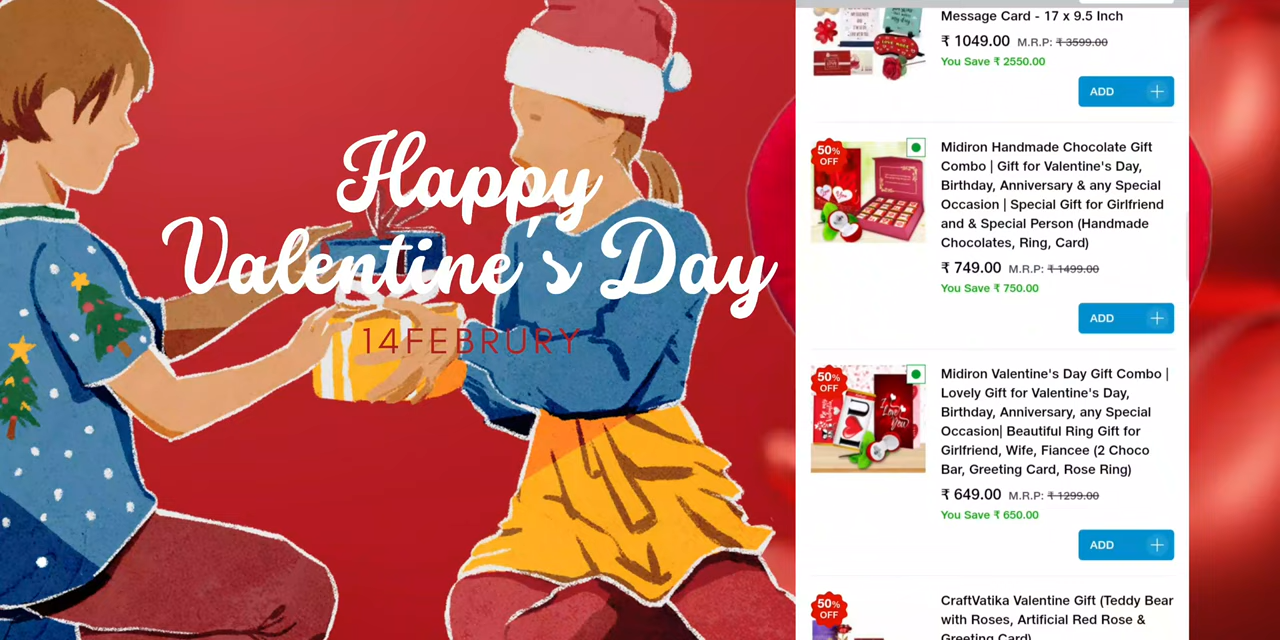 Happy
Valentine's Day
14FEBRURY
Message Card - 17 x 9.5 Inch
₹ 1049.00 M.R.P: ₹ 3599.00
You Save ₹ 2550.00
ADD +
50%
OFF
Midiron Handmade Chocolate Gift
Combo | Gift for Valentine's Day,
Birthday, Anniversary & any Special
Occasion | Special Gift for Girlfriend
and & Special Person (Handmade
Chocolates, Ring, Card)
₹ 749.00 M.R.P: ₹ 1499.00
You Save ₹ 750.00
ADD +
50%
OFF
I Love
You
Midiron Valentine's Day Gift Combo |
Lovely Gift for Valentine's Day,
Birthday, Anniversary, any Special
Occasion| Beautiful Ring Gift for
Girlfriend, Wife, Fiancee (2 Choco
Bar, Greeting Card, Rose Ring)
₹ 649.00 M.R.P: ₹ 1299.00
You Save ₹ 650.00
ADD +
50%
OFF
CraftVatika Valentine Gift (Teddy Bear
with Roses, Artificial Red Rose &
Greeting Card)